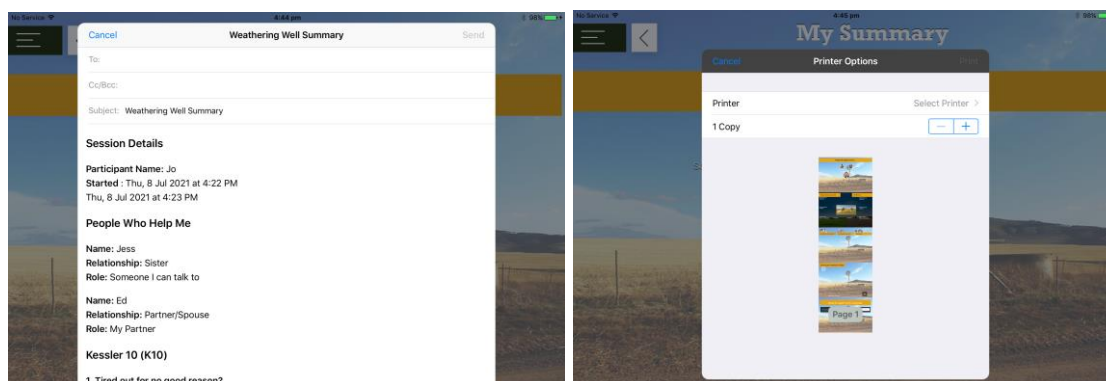 No Service 4:44 pm 98%
Cancel Weathering Well Summary Send
To:
Cc/Bcc:
Subject: Weathering Well Summary
Session Details
Participant Name: Jo
Started : Thu, 8 Jul 2021 at 4:22 PM
Thu, 8 Jul 2021 at 4:23 PM
People Who Help Me
Name: Jess
Relationship: Sister
Role: Someone I can talk to
Name: Ed
Relationship: Partner/Spouse
Role: My Partner
Kessler 10 (K10)
1. Tired out for no good reason?
No Service 4:45 pm 98%
My Summary
Cancel Printer Options Print
Printer Select Printer
1 Copy
Page 1